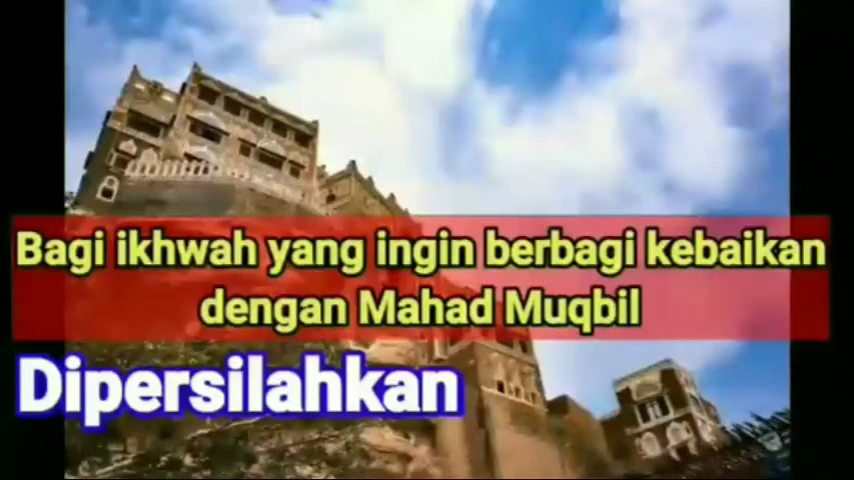 Bagi ikhwah yang ingin berbagi kebaikan
dengan Mahad Muqbil
Dipersilahkan